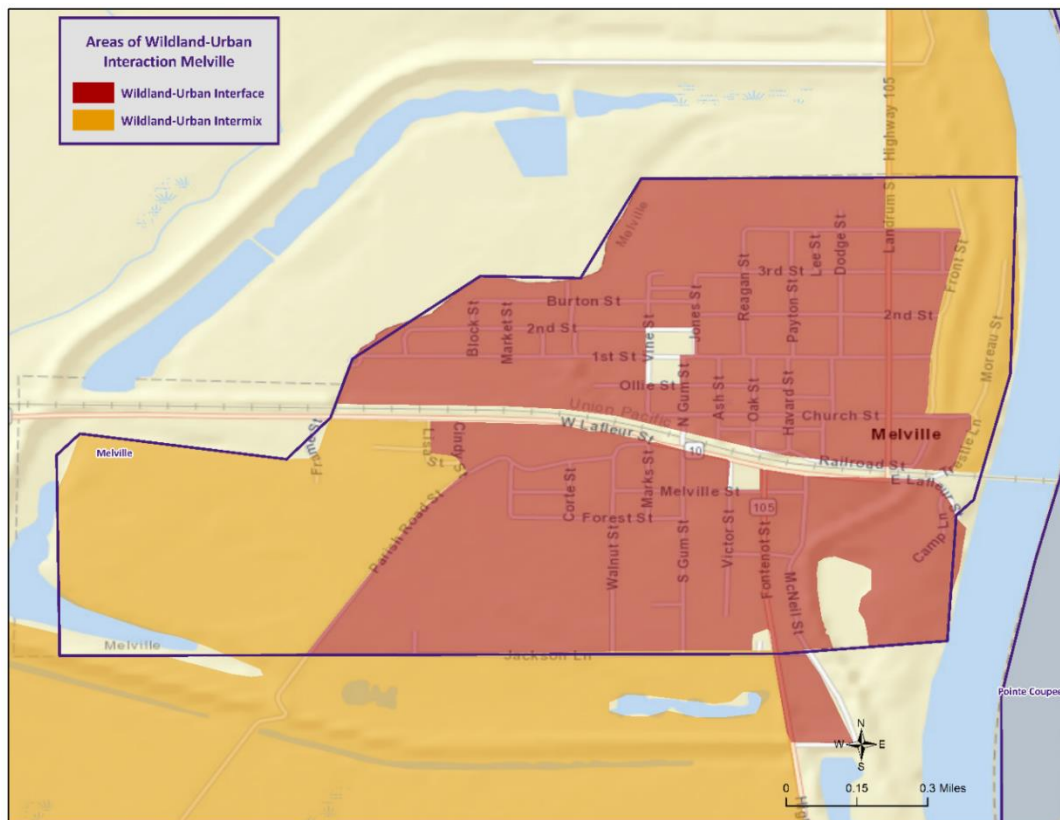 Areas of Wildland-Urban
Interaction Melville
Wildland-Urban Interface
Wildland-Urban Intermix
Highway 105
Landrum S
Melville
Lee St
Dodge St
Front St
3rd St
Reagan St
Payton St
Burton St
Jones St
2nd St
2nd St
Block St
Market St
Vine St
Moreau St
1st St
Ollie St
N Gum St
Ash St
Oak St
Havard St
Union Pacific
Church St
W Lafleur St
Melville
Frame St
Lisa St
Cindy S
10
Railroad St
Trestle Ln
E Lafleur S
Melville
Corte St
Marks St
Melville St
105
Forest St
Camp Ln
Parish Road St
Walnut St
S Gum St
Victor St
Fontenot St
McNeil St
Melville
Jackson Ln
Pointe Coupee
N
W E
S
0 0.15 0.3 Miles